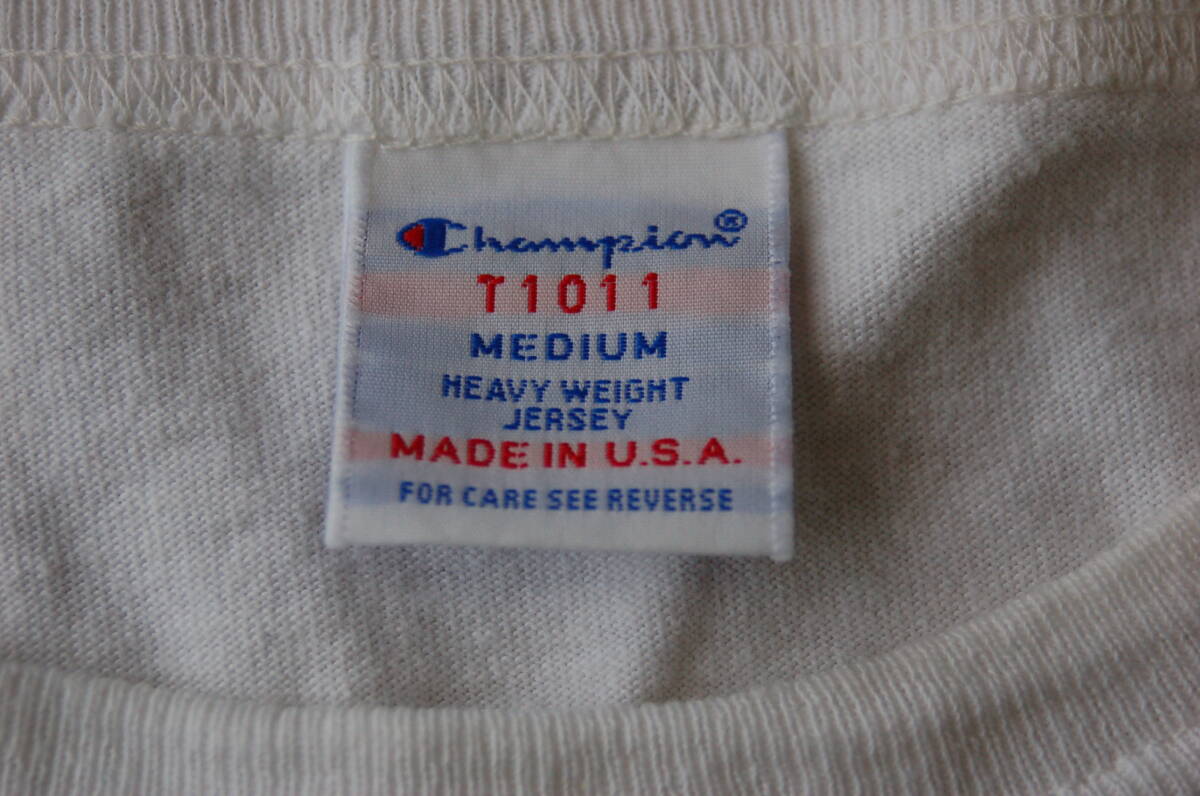 Champion®
T1011
MEDIUM
HEAVY WEIGHT
JERSEY
MADE IN U.S.A.
FOR CARE SEE REVERSE